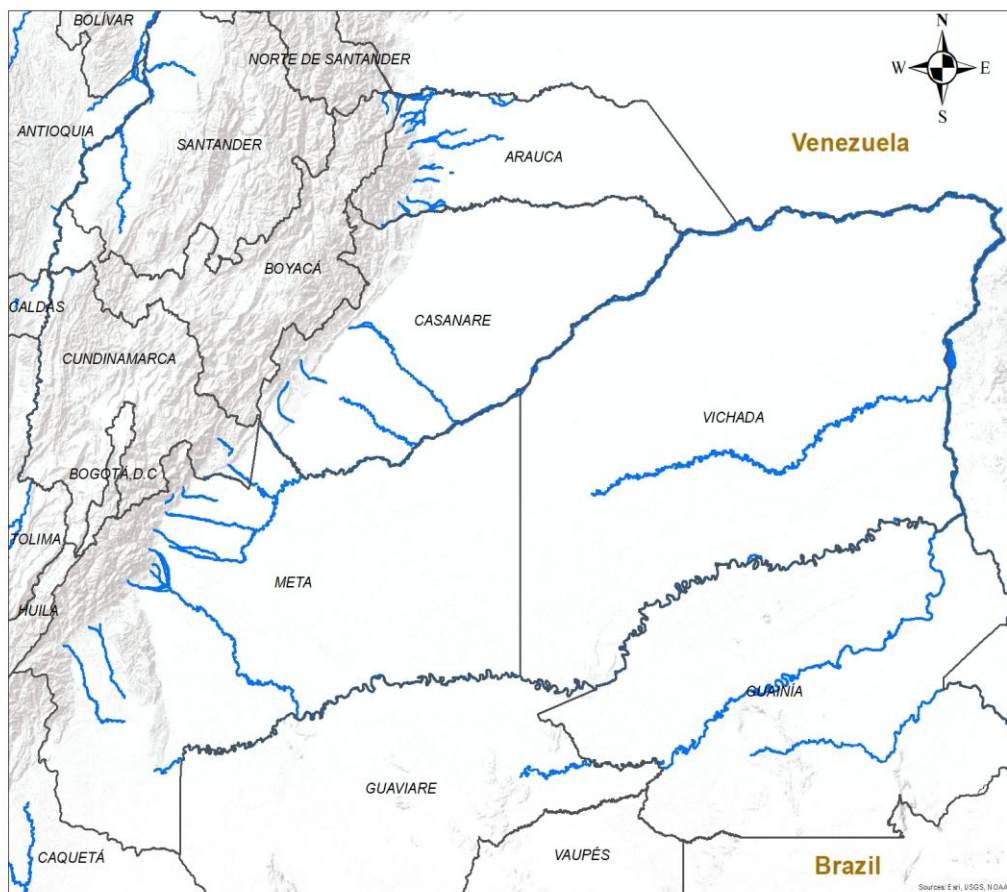 BOLÍVAR
N
NORTE DE SANTANDER
W
E
S
ANTIOQUIA
SANTANDER
Venezuela
ARAUCA
BOYACÁ
CALDAS
CASANARE
CUNDINAMARCA
VICHADA
BOGOTÁ,D.C
TOLIMA
META
HUILA
GUAINÍA
GUAVIARE
CAQUETÁ
VAUPÉS
Brazil
Sources: Esri, USGS, NOAA